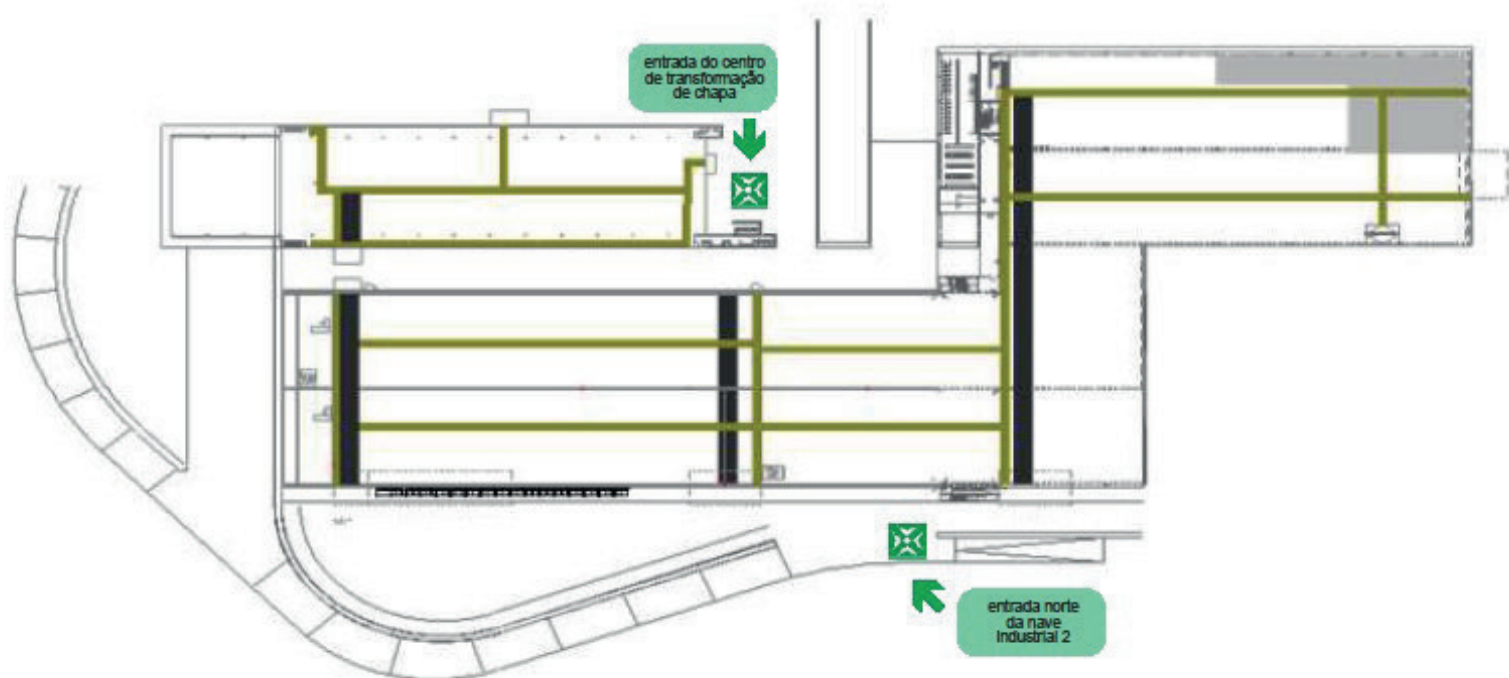 entrada do centro
de transformação
de chapa
entrada norte
da nave
Industrial 2